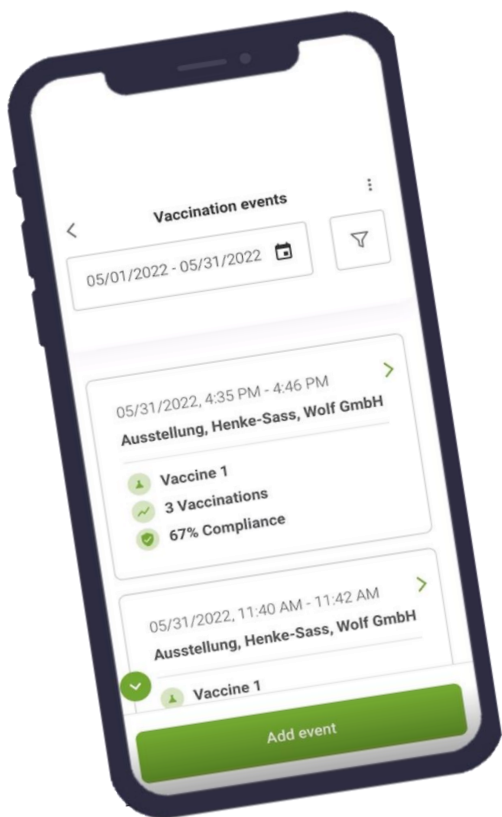 Vaccination events
05/01/2022 - 05/31/2022
05/31/2022, 4:35 PM - 4:46 PM
Ausstellung, Henke-Sass, Wolf GmbH
Vaccine 1
3 Vaccinations
67% Compliance
05/31/2022, 11:40 AM - 11:42 AM
Ausstellung, Henke-Sass, Wolf GmbH
Vaccine 1
Add event